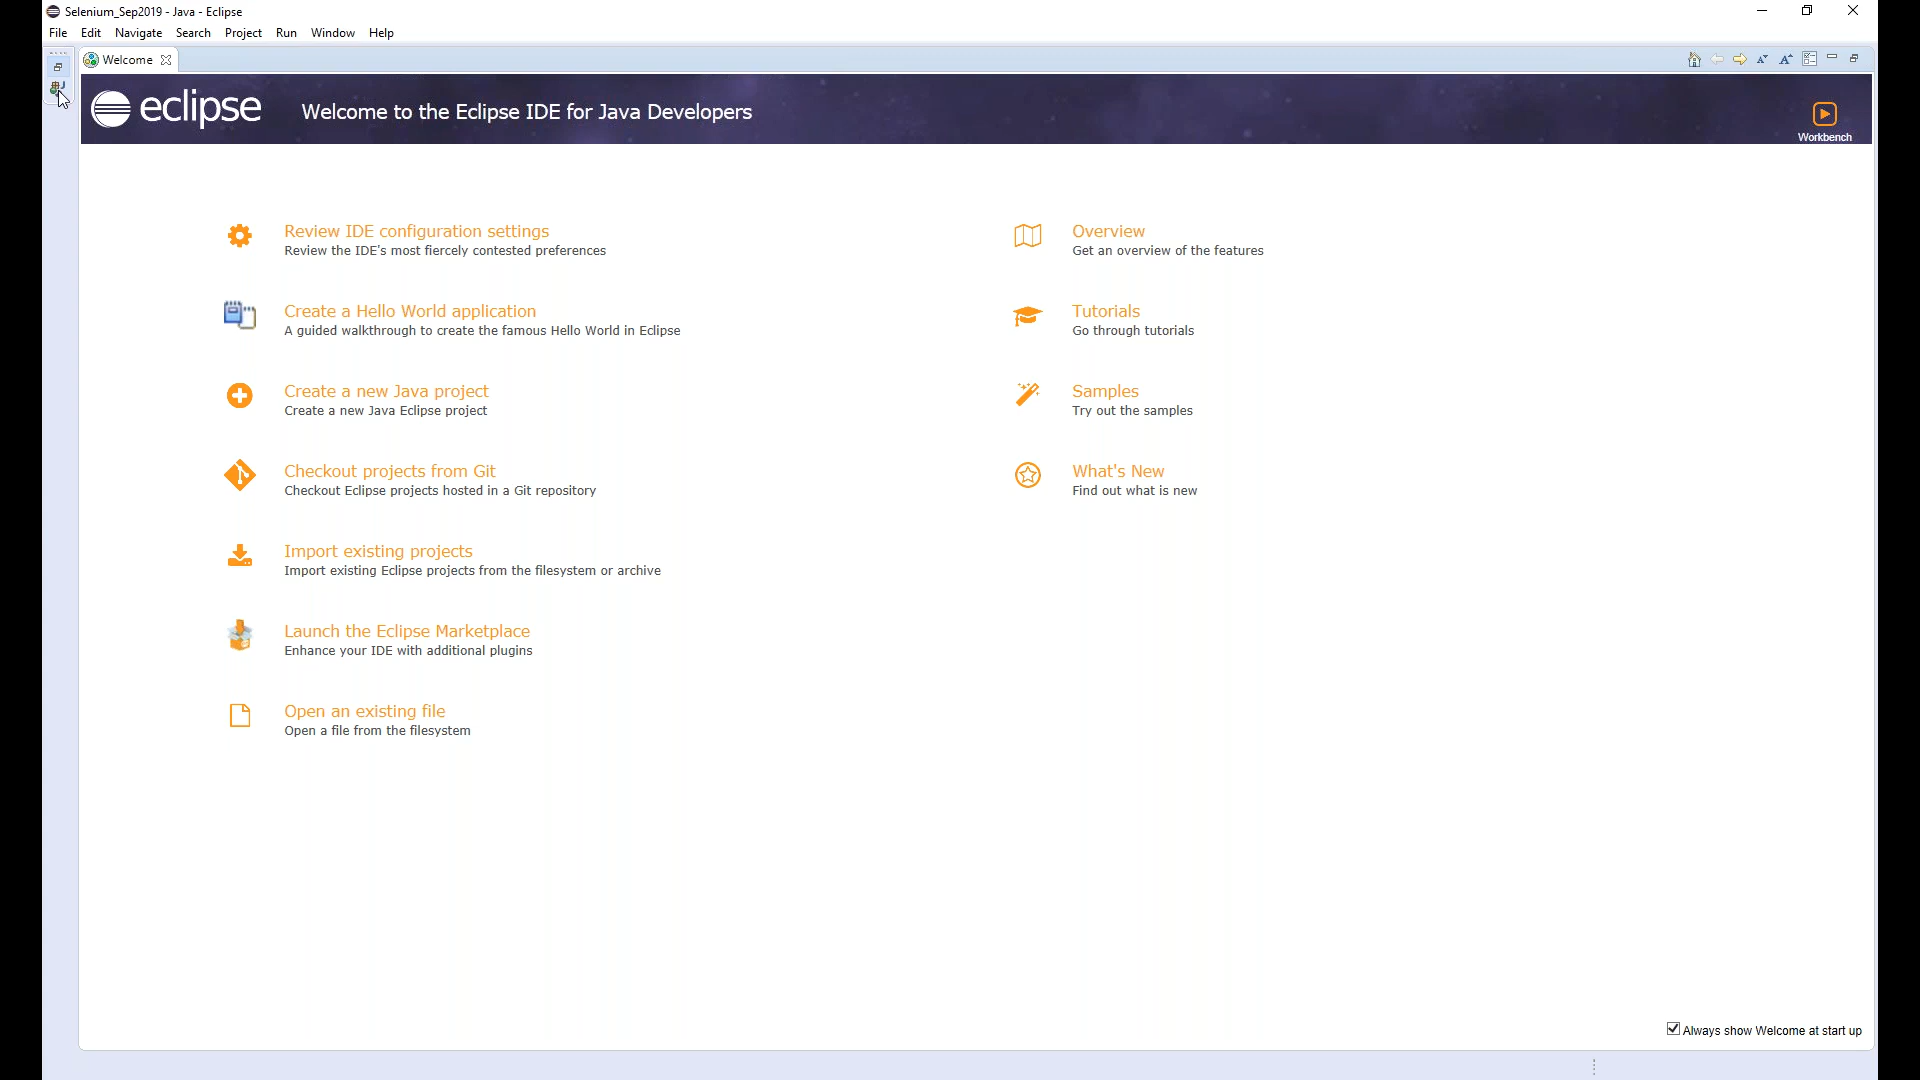 Selenium_Sep2019 - Java - Eclipse
File Edit Navigate Search Project Run Window Help
Welcome
eclipse
Welcome to the Eclipse IDE for Java Developers
Workbench
Review IDE configuration settings
Review the IDE's most fiercely contested preferences
Create a Hello World application
A guided walkthrough to create the famous Hello World in Eclipse
Create a new Java project
Create a new Java Eclipse project
Checkout projects from Git
Checkout Eclipse projects hosted in a Git repository
Import existing projects
Import existing Eclipse projects from the filesystem or archive
Launch the Eclipse Marketplace
Enhance your IDE with additional plugins
Open an existing file
Open a file from the filesystem
Overview
Get an overview of the features
Tutorials
Go through tutorials
Samples
Try out the samples
What's New
Find out what is new
Always show Welcome at start up